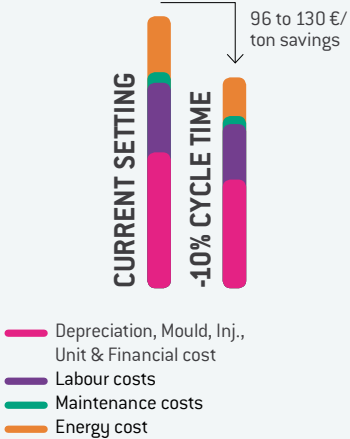 96 to 130 €/
ton savings
CURRENT SETTING
-10% CYCLE TIME
Depreciation, Mould, Inj.,
Unit & Financial cost
Labour costs
Maintenance costs
Energy cost